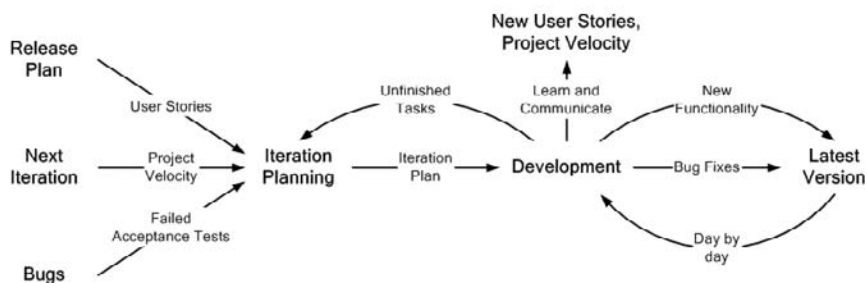 New User Stories,
Project Velocity
Release
Plan
User Stories
Unfinished
Tasks
Learn and
Communicate
New
Functionality
Next
Iteration
Project
Velocity
Iteration
Planning
Iteration
Plan
Development
Bug Fixes
Latest
Version
Failed
Acceptance Tests
Day by
day
Bugs